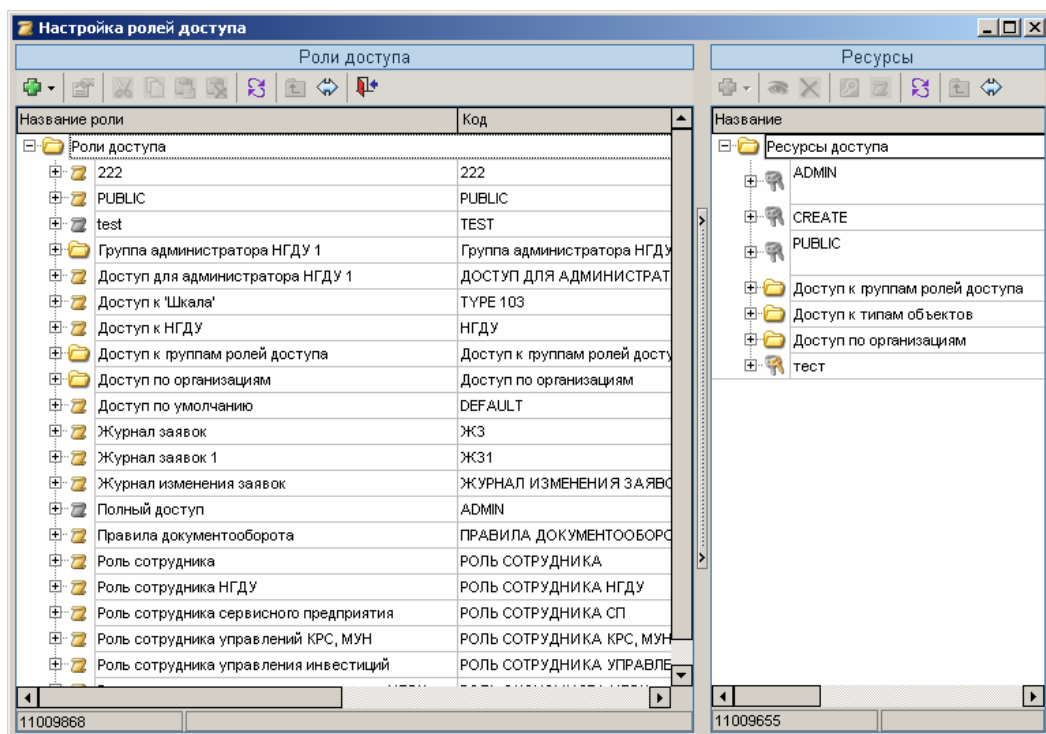 Настройка ролей доступа
Роли доступа
Название роли Код
Роли доступа
222 222
PUBLIC PUBLIC
test TEST
Группа администратора НГДУ 1 Группа администратора НГДУ
Доступ для администратора НГДУ 1 ДОСТУП ДЛЯ АДМИНИСТРАТ
Доступ к 'Шкала' TYPE 103
Доступ к НГДУ НГДУ
Доступ к группам ролей доступа Доступ к группам ролей досту
Доступ по организациям Доступ по организациям
Доступ по умолчанию DEFAULT
Журнал заявок ЖЗ
Журнал заявок 1 ЖЗ1
Журнал изменения заявок ЖУРНАЛ ИЗМЕНЕНИЯ ЗАЯВО
Полный доступ ADMIN
Правила документооборота ПРАВИЛА ДОКУМЕНТООБОРО
Роль сотрудника РОЛЬ СОТРУДНИКА
Роль сотрудника НГДУ РОЛЬ СОТРУДНИКА НГДУ
Роль сотрудника сервисного предприятия РОЛЬ СОТРУДНИКА СП
Роль сотрудника управлений КРС, МУН РОЛЬ СОТРУДНИКА КРС, МУН
Роль сотрудника управления инвестиций РОЛЬ СОТРУДНИКА УПРАВЛЕ
11009868
Ресурсы
Название
Ресурсы доступа
ADMIN
CREATE
PUBLIC
Доступ к группам ролей доступа
Доступ к типам объектов
Доступ по организациям
тест
11009655